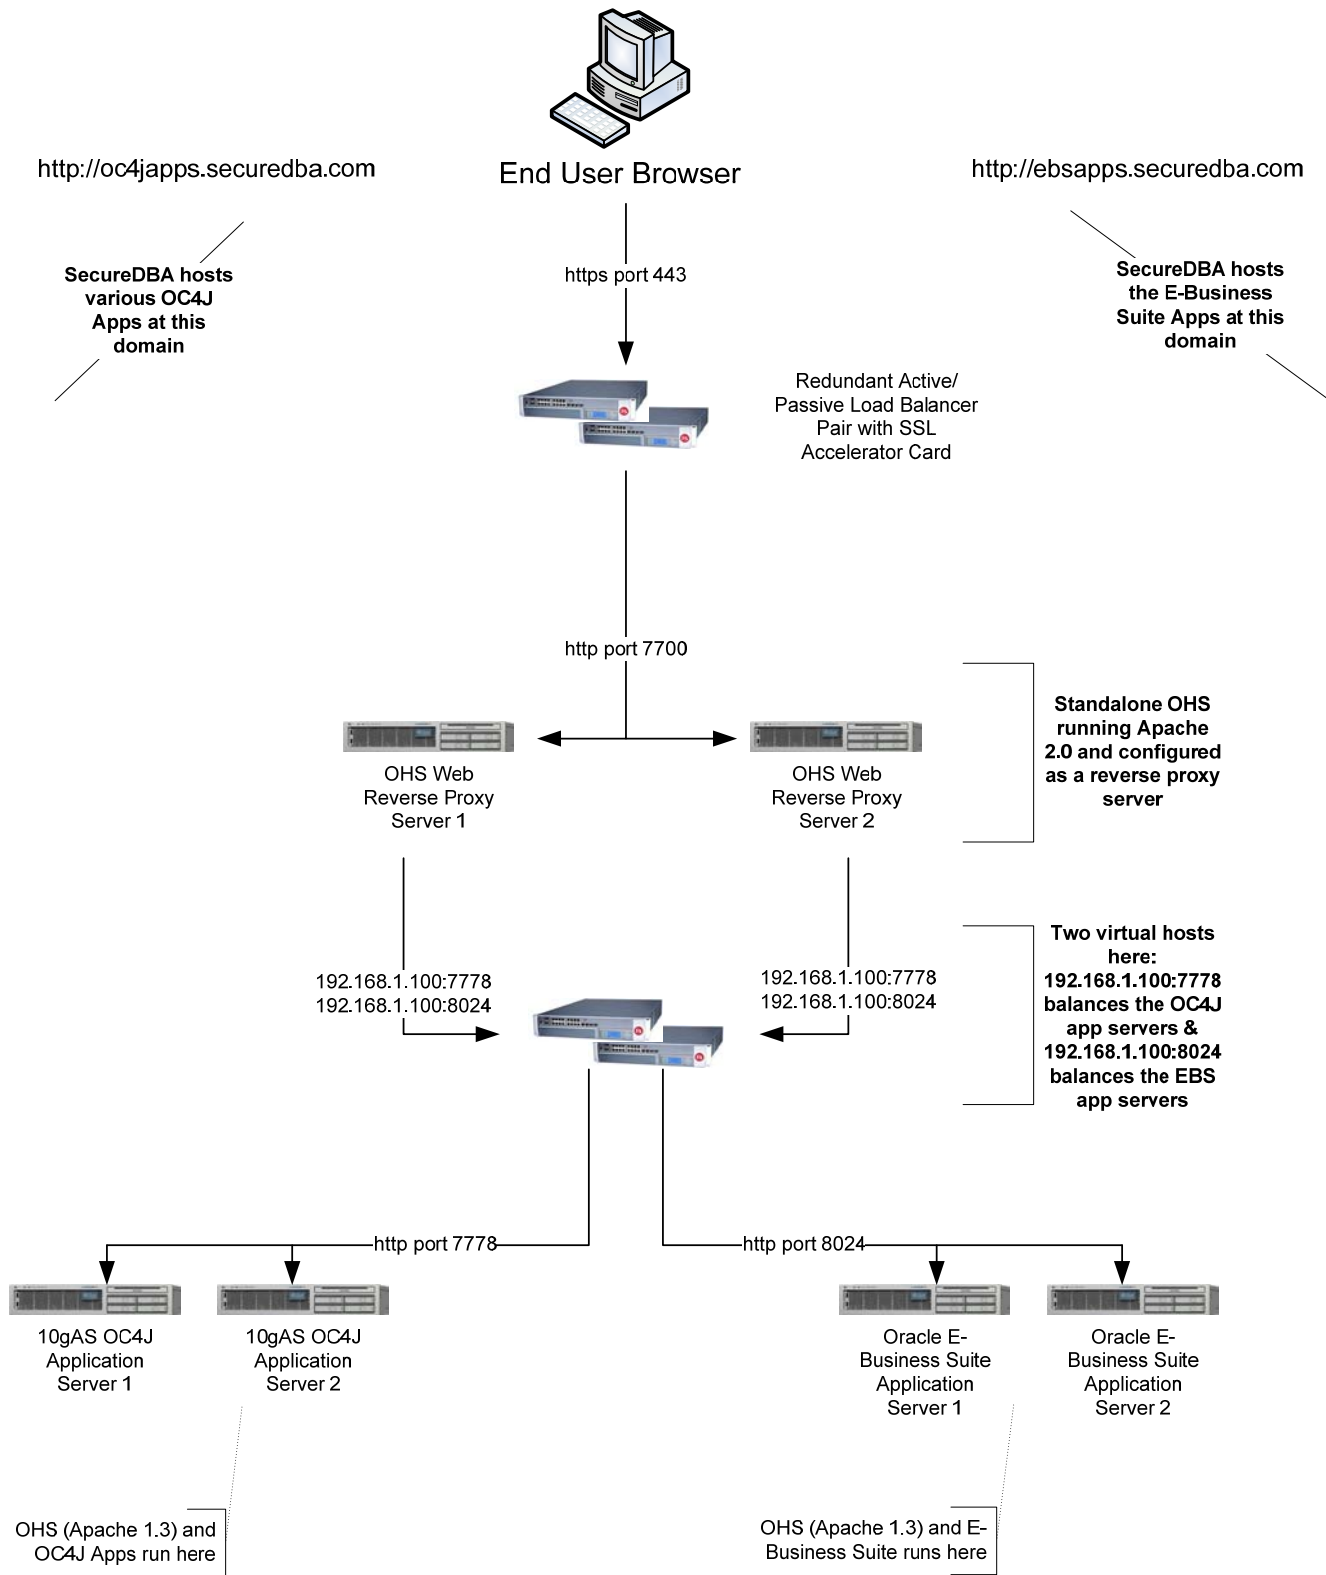 http://oc4japps.securedba.com
End User Browser
http://ebsapps.securedba.com
SecureDBA hosts
various OC4J
Apps at this
domain
https port 443
SecureDBA hosts
the E-Business
Suite Apps at this
domain
Redundant Active/
Passive Load Balancer
Pair with SSL
Accelerator Card
http port 7700
OHS Web
Reverse Proxy
Server 1
OHS Web
Reverse Proxy
Server 2
Standalone OHS
running Apache
2.0 and configured
as a reverse proxy
server
192.168.1.100:7778
192.168.1.100:8024
192.168.1.100:7778
192.168.1.100:8024
Two virtual hosts
here:
192.168.1.100:7778
balances the OC4J
app servers &
192.168.1.100:8024
balances the EBS
app servers
http port 7778
http port 8024
10gAS OC4J
Application
Server 1
10gAS OC4J
Application
Server 2
Oracle E-
Business Suite
Application
Server 1
Oracle E-
Business Suite
Application
Server 2
OHS (Apache 1.3) and
OC4J Apps run here
OHS (Apache 1.3) and E-
Business Suite runs here